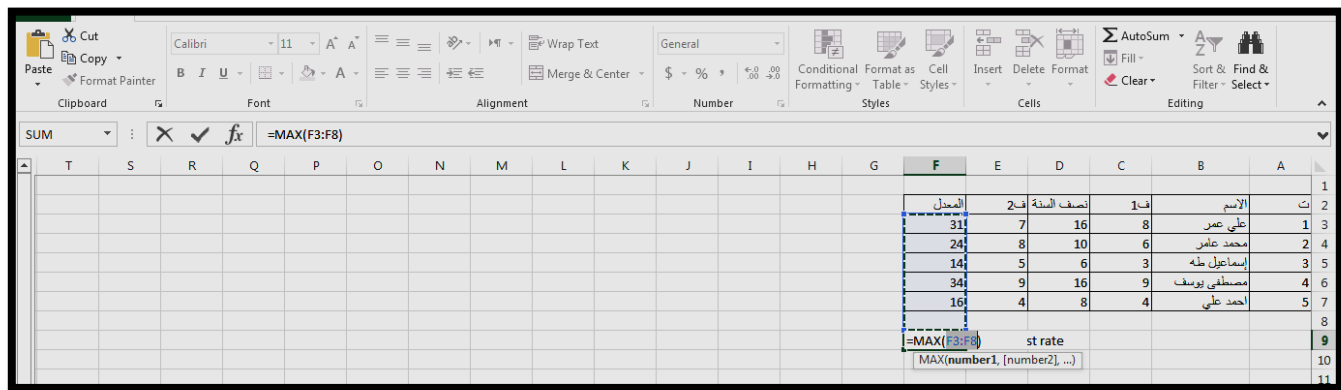 Cut
Copy
Format Painter
Paste
Clipboard
Calibri 11 A A
B I U A
Font
Wrap Text
Merge & Center
Alignment
General
$ % , .0 .00 .00 .0
Number
Conditional Formatting
Format as Table
Cell Styles
Styles
Insert Delete Format
Cells
AutoSum
Fill
Clear
Sort & Filter
Find & Select
Editing
SUM fx =MAX(F3:F8)
T S R Q P O N M L K J I H G F E D C B A
1
ت الاسم ف1 نصف السنة ف2 المعدل 2
1 علي عمر 8 16 7 31 3
2 محمد عامر 6 10 8 24 4
3 إسماعيل طه 3 6 5 14 5
4 مصطفى يوسف 9 16 9 34 6
5 احمد علي 4 8 4 16 7
8
=MAX(F3:F8) st rate 9
MAX(number1, [number2], ...) 10
11